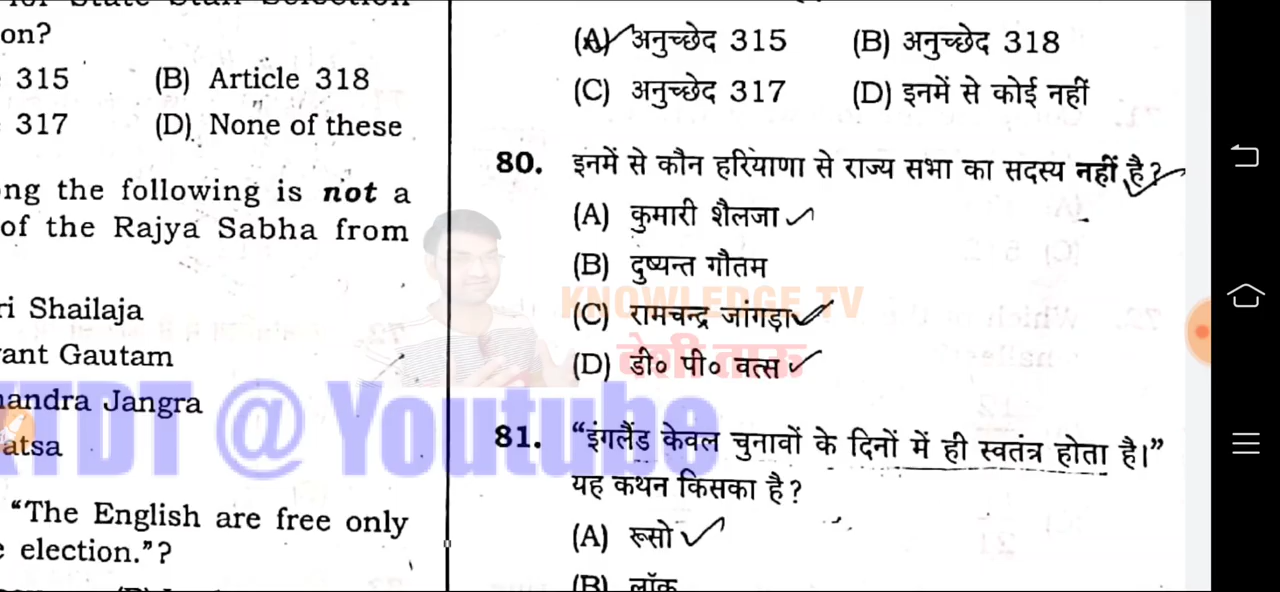 on?
315 (B) Article 318
317 (D) None of these
ng the following is not a
of the Rajya Sabha from
ri Shailaja
ant Gautam
andra Jangra
atsa
"The English are free only
election."?
(A) अनुच्छेद 315 (B) अनुच्छेद 318
(C) अनुच्छेद 317 (D) इनमें से कोई नहीं
80. इनमें से कौन हरियाणा से राज्य सभा का सदस्य नहीं है?
(A) कुमारी शैलजा
(B) दुष्यन्त गौतम
(C) रामचन्द्र जांगड़ा
(D) डी० पी० वत्स
81. "इंगलैंड केवल चुनावों के दिनों में ही स्वतंत्र होता है।"
यह कथन किसका है?
(A) रूसो
(B) लॉक
KNOWLEDGE TV
देशी ताऊ
TDT @ Youtube